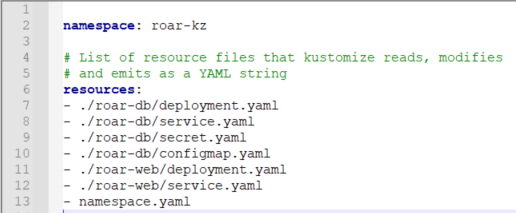 1
2 namespace: roar-kz
3
4 # List of resource files that kustomize reads, modifies
5 # and emits as a YAML string
6 resources:
7 - ./roar-db/deployment.yaml
8 - ./roar-db/service.yaml
9 - ./roar-db/secret.yaml
10 - ./roar-db/configmap.yaml
11 - ./roar-web/deployment.yaml
12 - ./roar-web/service.yaml
13 - namespace.yaml